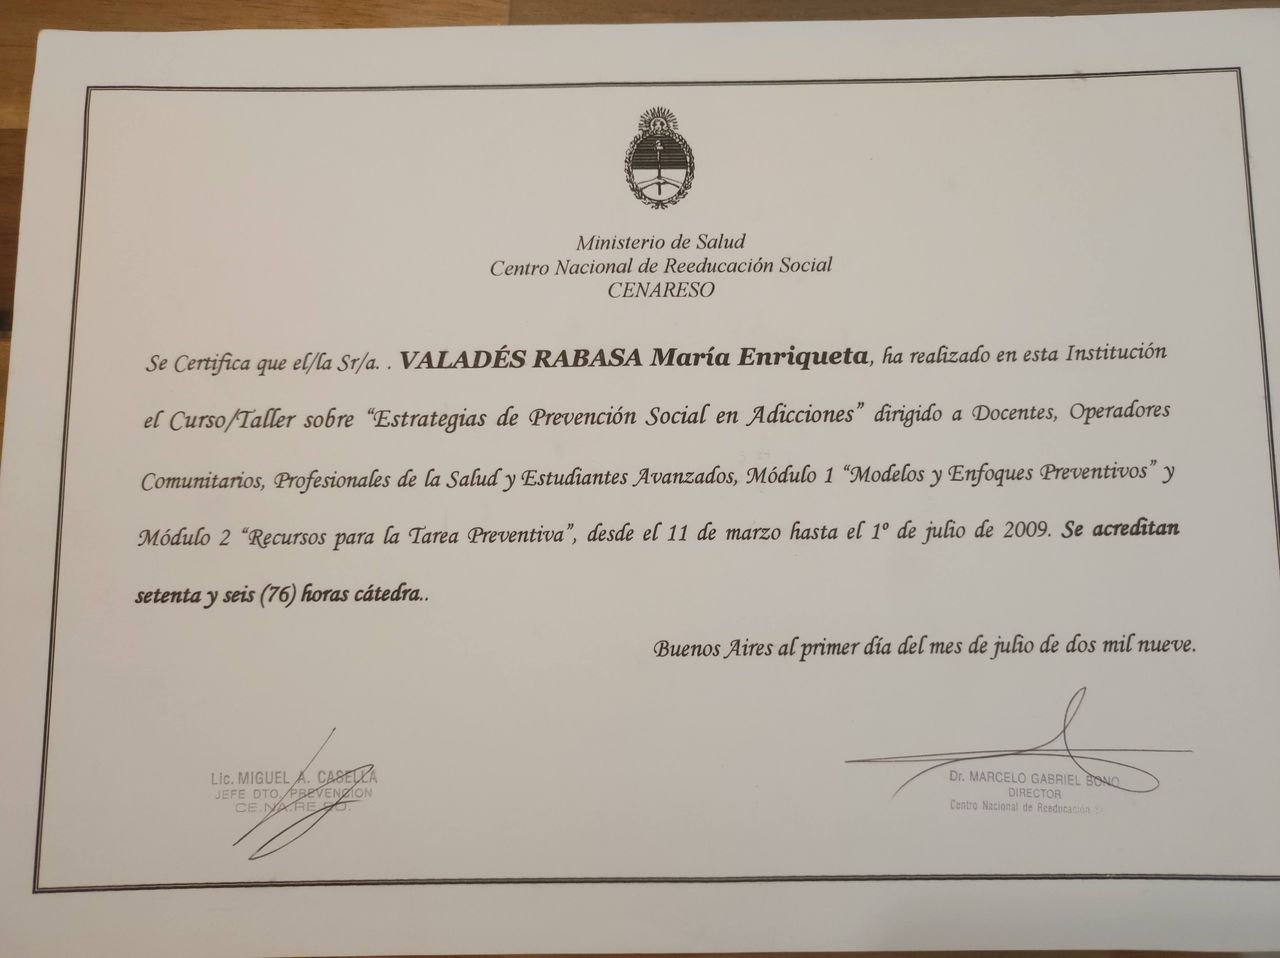 Ministerio de Salud
Centro Nacional de Reeducación Social
CENARESO
Se Certifica que el/la Sr/a. . VALADÉS RABASA María Enriqueta, ha realizado en esta Institución
el Curso/Taller sobre “Estrategias de Prevención Social en Adicciones” dirigido a Docentes, Operadores
Comunitarios, Profesionales de la Salud y Estudiantes Avanzados, Módulo 1 “Modelos y Enfoques Preventivos” y
Módulo 2 “Recursos para la Tarea Preventiva”, desde el 11 de marzo hasta el 1º de julio de 2009. Se acreditan
setenta y seis (76) horas cátedra..
Buenos Aires al primer día del mes de julio de dos mil nueve.
Lic. MIGUEL A. CASELLA
JEFE DTO. PREVENCION
CE.NA.RE.SO.
Dr. MARCELO GABRIEL BONO
DIRECTOR
Centro Nacional de Reeducación